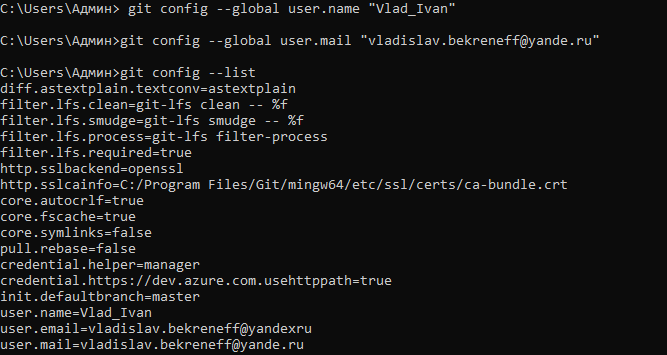 C:\Users\Админ> git config --global user.name "Vlad_Ivan"
C:\Users\Админ>git config --global user.mail "vladislav.bekreneff@yande.ru"
C:\Users\Админ>git config --list
diff.astextplain.textconv=astextplain
filter.lfs.clean=git-lfs clean -- %f
filter.lfs.smudge=git-lfs smudge -- %f
filter.lfs.process=git-lfs filter-process
filter.lfs.required=true
http.sslbackend=openssl
http.sslcainfo=C:/Program Files/Git/mingw64/etc/ssl/certs/ca-bundle.crt
core.autocrlf=true
core.fscache=true
core.symlinks=false
pull.rebase=false
credential.helper=manager
credential.https://dev.azure.com.usehttppath=true
init.defaultbranch=master
user.name=Vlad_Ivan
user.email=vladislav.bekreneff@yandexru
user.mail=vladislav.bekreneff@yande.ru